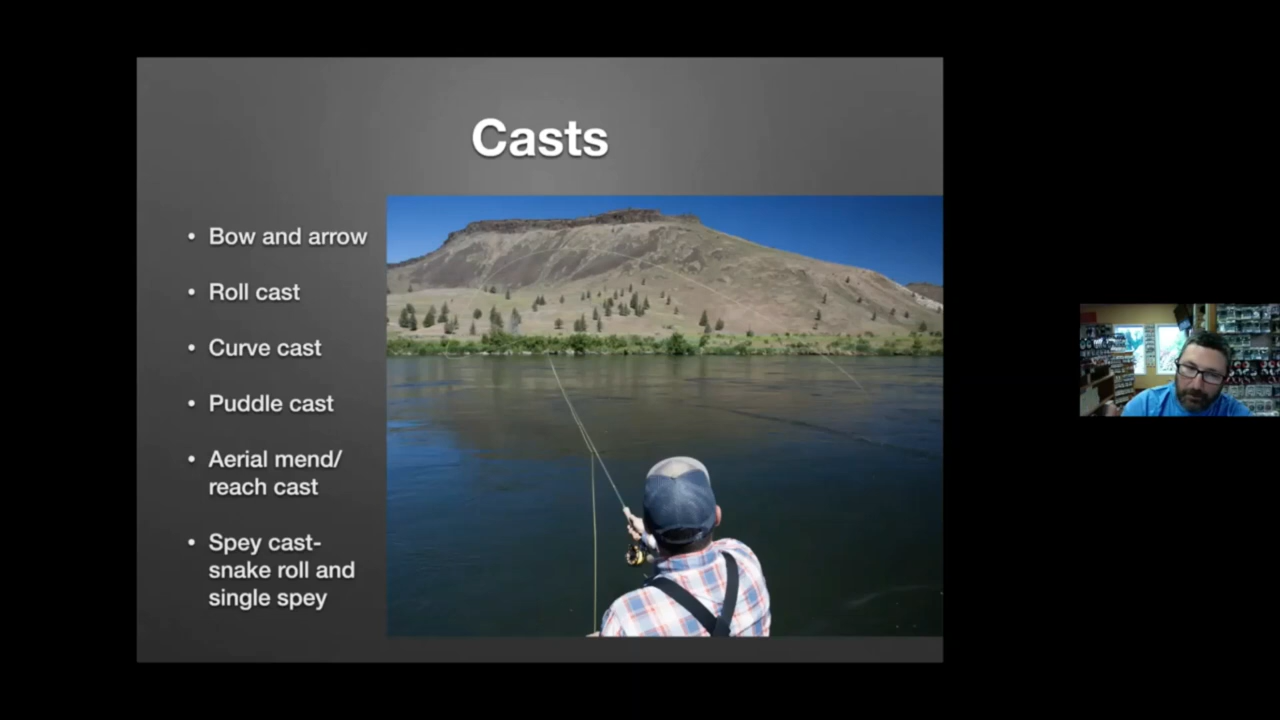 Casts
• Bow and arrow
• Roll cast
• Curve cast
• Puddle cast
• Aerial mend/
reach cast
• Spey cast-
snake roll and
single spey